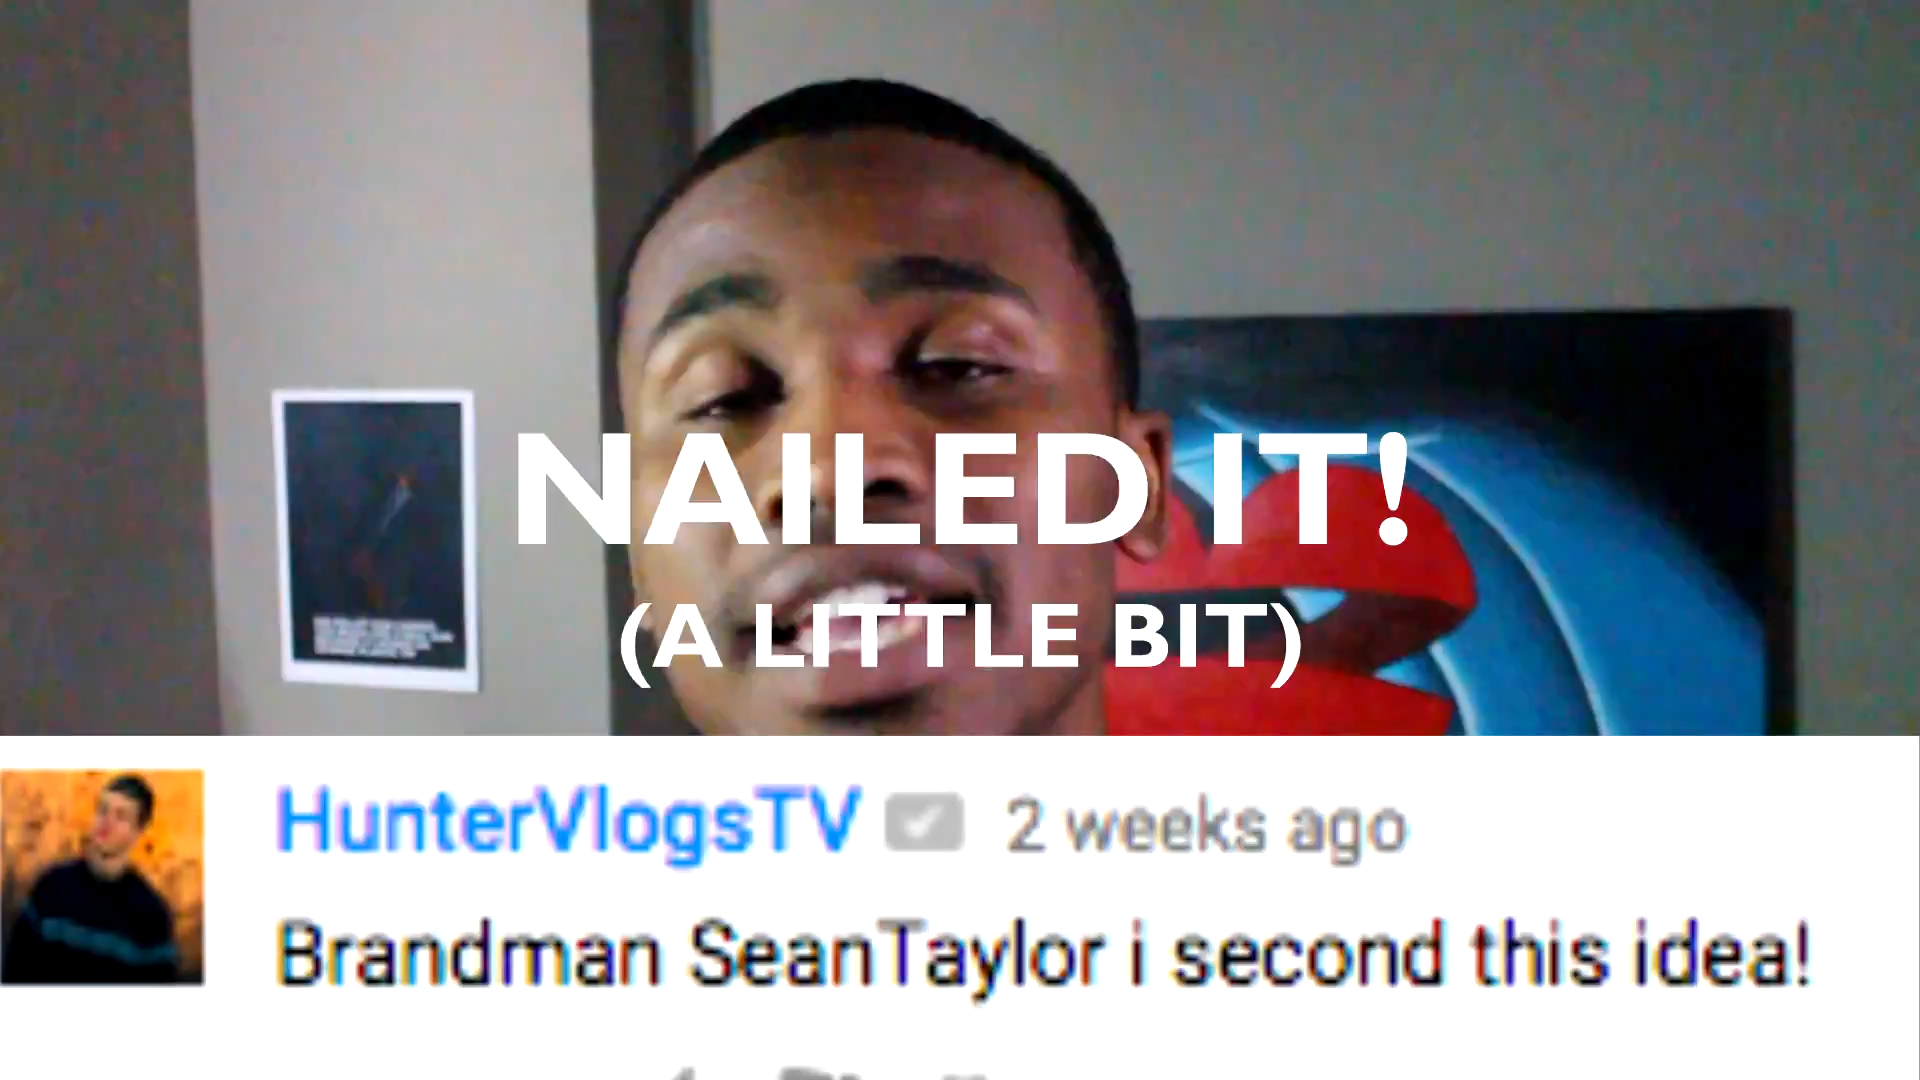 NAILED IT!
(A LITTLE BIT)
HunterVlogsTV 2 weeks ago
Brandman SeanTaylor i second this idea!